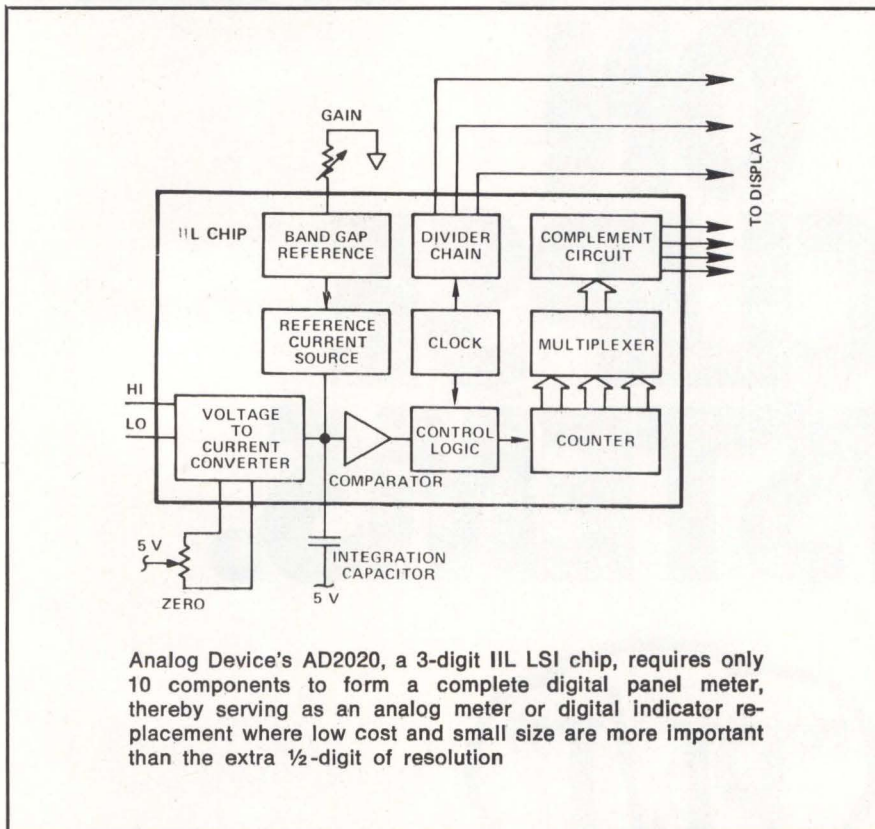 GAIN
TO DISPLAY
IIL CHIP
BAND GAP
REFERENCE
DIVIDER
CHAIN
COMPLEMENT
CIRCUIT
REFERENCE
CURRENT
SOURCE
CLOCK
MULTIPLEXER
HI
LO
VOLTAGE
TO
CURRENT
CONVERTER
COMPARATOR
CONTROL
LOGIC
COUNTER
5 V
ZERO
INTEGRATION
CAPACITOR
5 V
Analog Device's AD2020, a 3-digit IIL LSI chip, requires only
10 components to form a complete digital panel meter,
thereby serving as an analog meter or digital indicator re-
placement where low cost and small size are more important
than the extra ½-digit of resolution